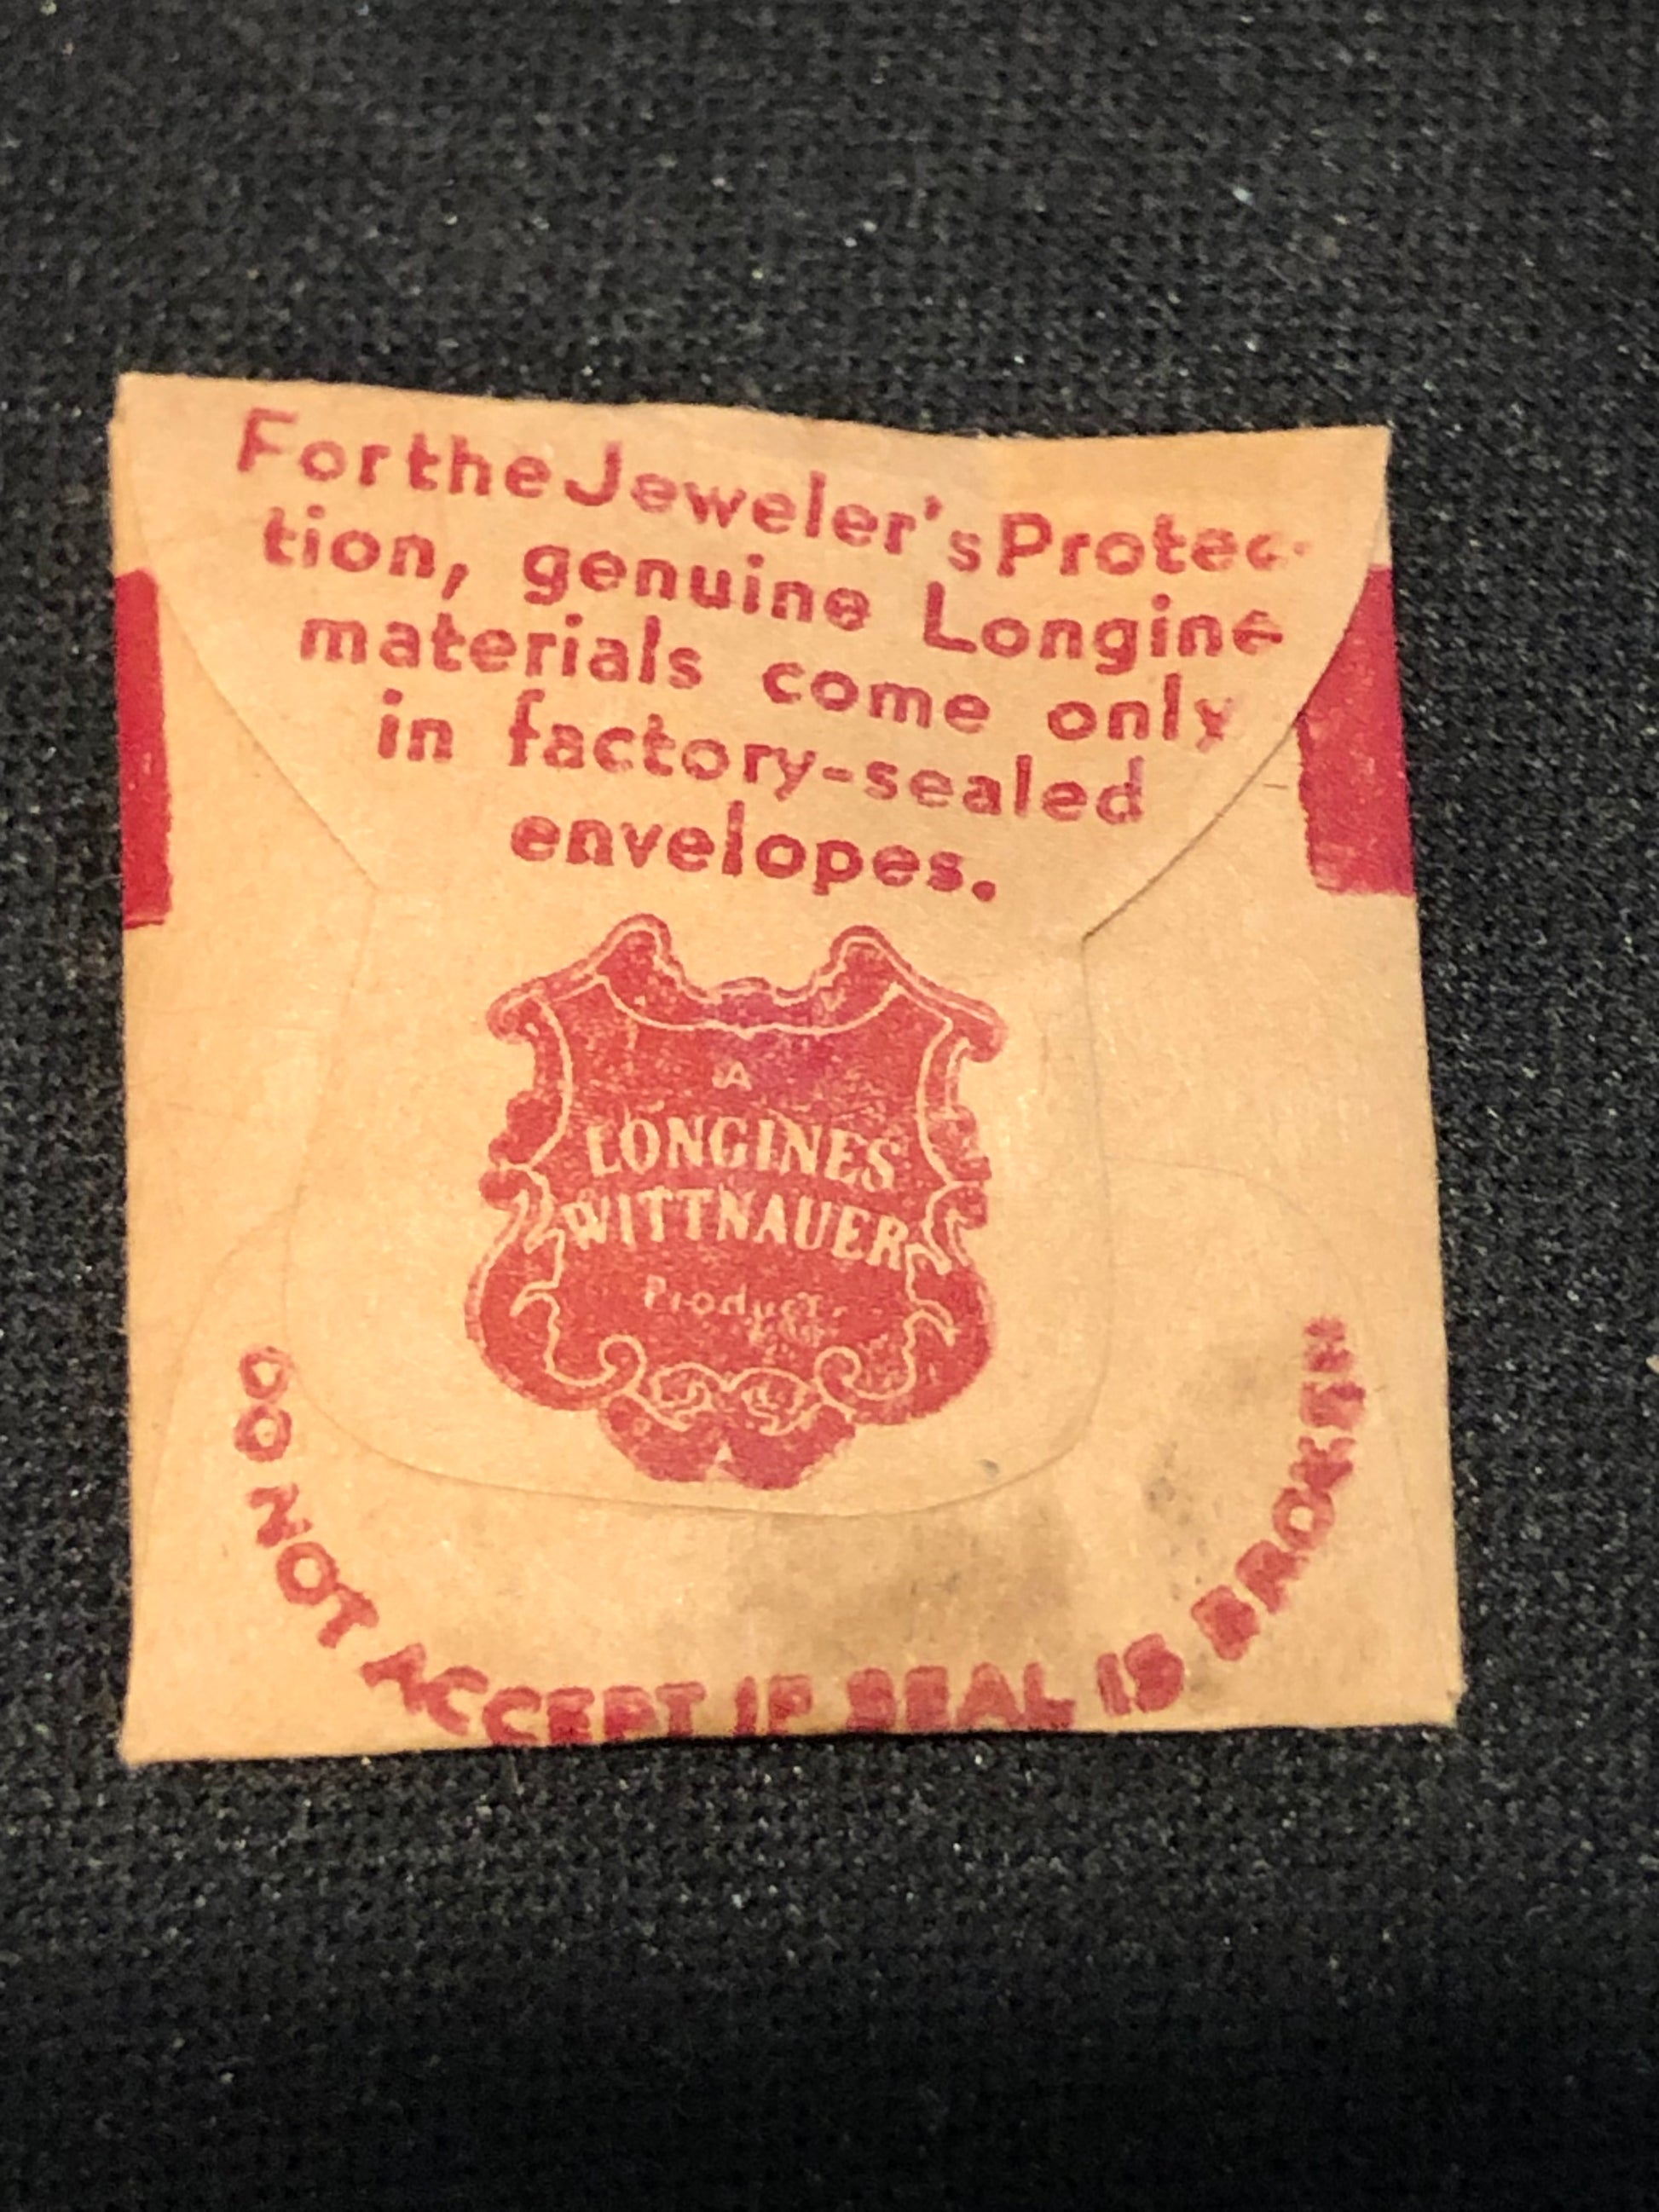 For the Jeweler's Protec-
tion, genuine Longine
materials come only
in factory-sealed
envelopes.
A
LONGINES
WITTNAUER
Product
DO NOT ACCEPT IF SEAL IS BROKEN